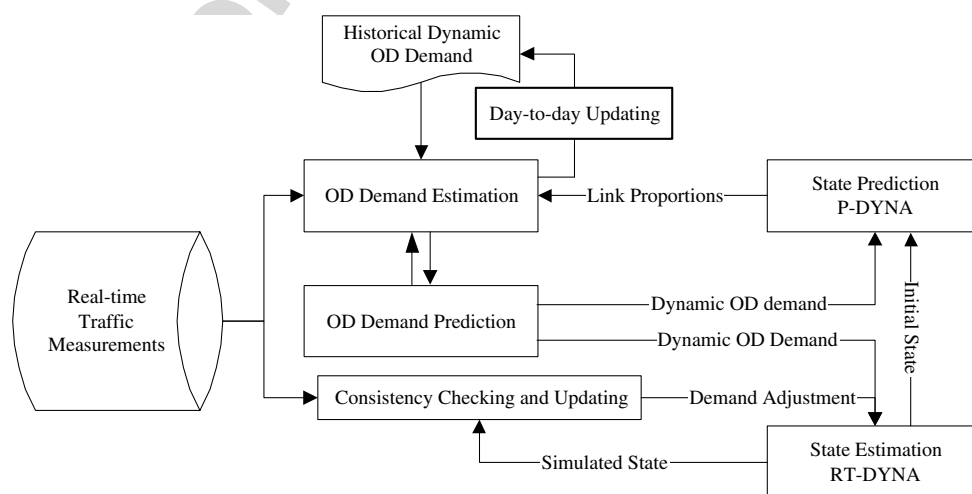 Historical Dynamic
OD Demand
Day-to-day Updating
OD Demand Estimation
Link Proportions
State Prediction
P-DYNA
Real-time
Traffic
Measurements
OD Demand Prediction
Dynamic OD demand
Dynamic OD Demand
Initial State
Consistency Checking and Updating
Demand Adjustment
Simulated State
State Estimation
RT-DYNA